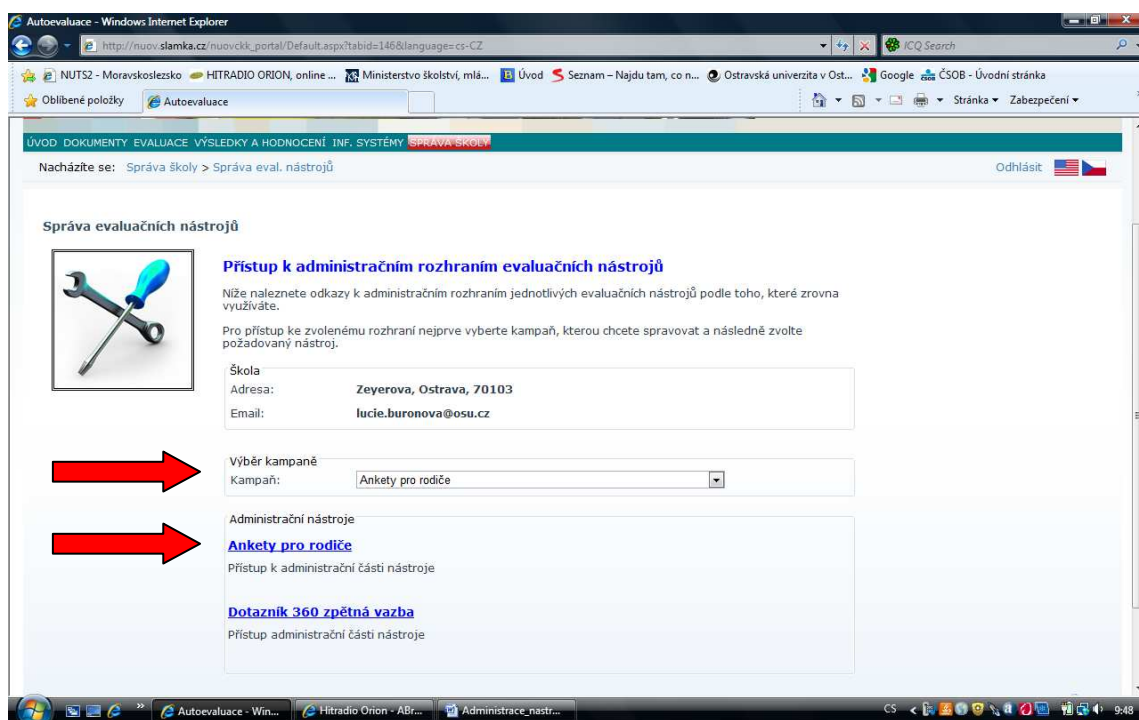 Autoevaluace - Windows Internet Explorer
http://nuov.slamka.cz/nuovckk_portal/Default.aspx?tabid=146&language=cs-CZ
ICQ Search
NUTS2 - Moravskoslezsko
HITRADIO ORION, online ...
Ministerstvo školství, mlá...
Úvod
Seznam – Najdu tam, co n...
Ostravská univerzita v Ost...
Google
ČSOB - Úvodní stránka
Oblíbené položky
Autoevaluace
Stránka
Zabezpečení
ÚVOD DOKUMENTY EVALUACE VÝSLEDKY A HODNOCENÍ INF. SYSTÉMY SPRÁVA ŠKOLY
Nacházíte se: Správa školy > Správa eval. nástrojů
Odhlásit
Správa evaluačních nástrojů
Přístup k administračním rozhraním evaluačních nástrojů
Níže naleznete odkazy k administračním rozhraním jednotlivých evaluačních nástrojů podle toho, které zrovna
využíváte.
Pro přístup ke zvolenému rozhraní nejprve vyberte kampaň, kterou chcete spravovat a následně zvolte
požadovaný nástroj.
Škola
Adresa: Zeyerova, Ostrava, 70103
Email: lucie.buronova@osu.cz
Výběr kampaně
Kampaň: Ankety pro rodiče
Administrační nástroje
Ankety pro rodiče
Přístup k administrační části nástroje
Dotazník 360 zpětná vazba
Přístup administrační části nástroje
Autoevaluace - Win...
Hitradio Orion - ABr...
Administrace_nastr...
CS
9:48